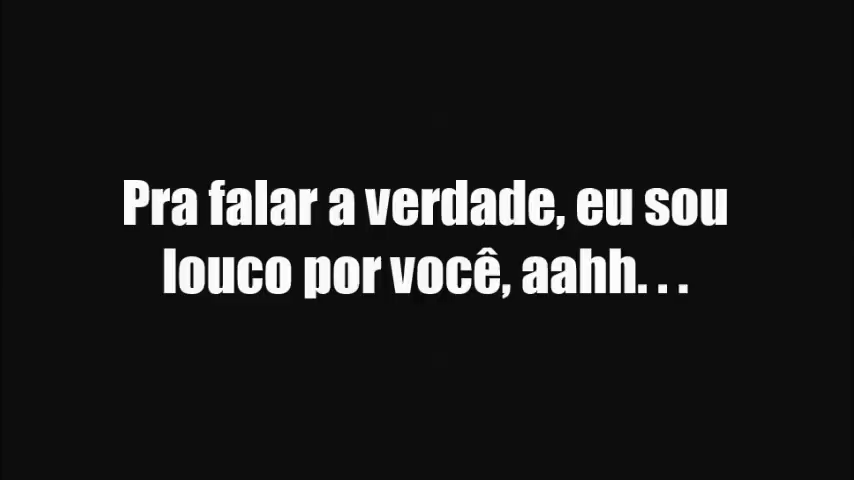 Pra falar a verdade, eu sou
louco por você, aahh. . .